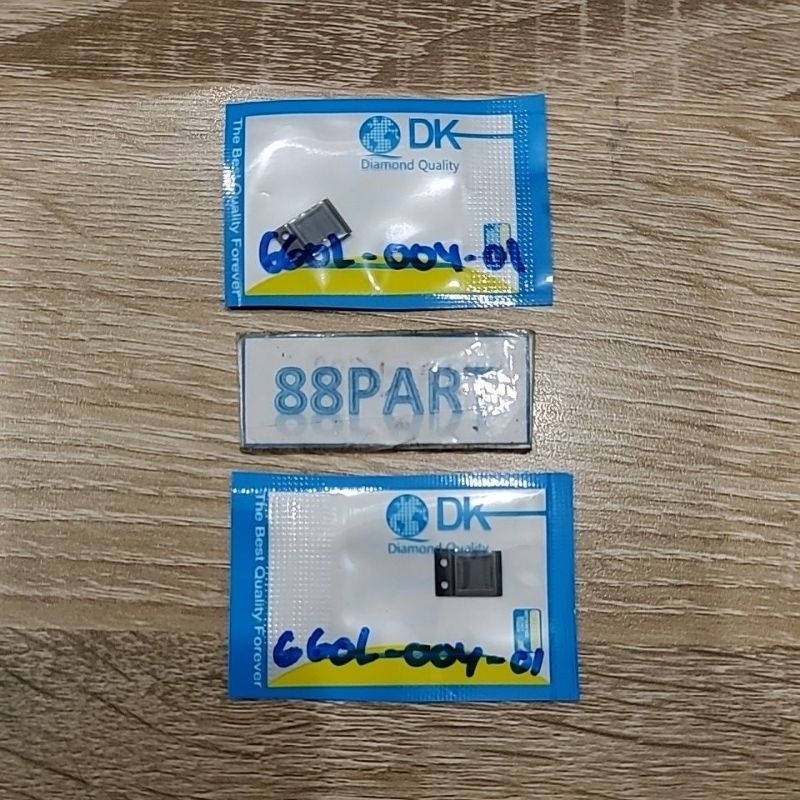 DK
Diamond Quality
The Best Quality Forever
660L-004-01
88PART
DK
Diamond Quality
The Best Quality Forever
660L-004-01